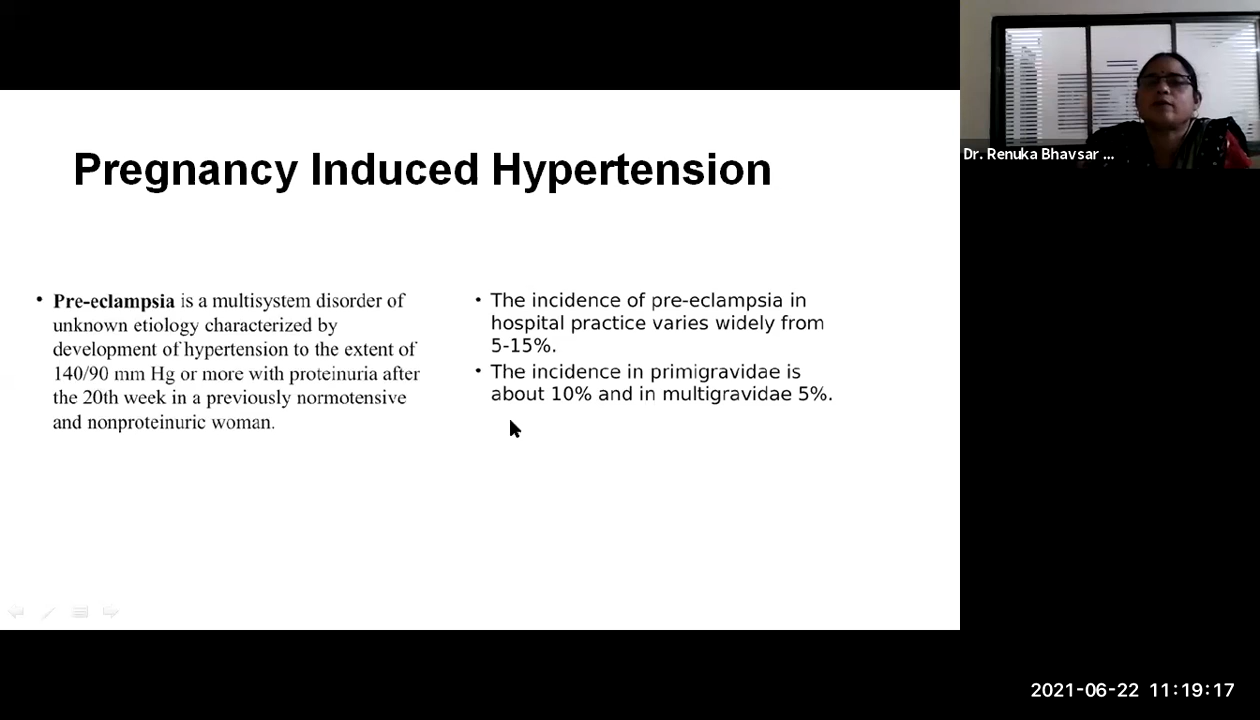 Pregnancy Induced Hypertension
• Pre-eclampsia is a multisystem disorder of
unknown etiology characterized by
development of hypertension to the extent of
140/90 mm Hg or more with proteinuria after
the 20th week in a previously normotensive
and nonproteinuric woman.
• The incidence of pre-eclampsia in
hospital practice varies widely from
5-15%.
• The incidence in primigravidae is
about 10% and in multigravidae 5%.
Dr. Renuka Bhavsar ...
2021-06-22 11:19:17